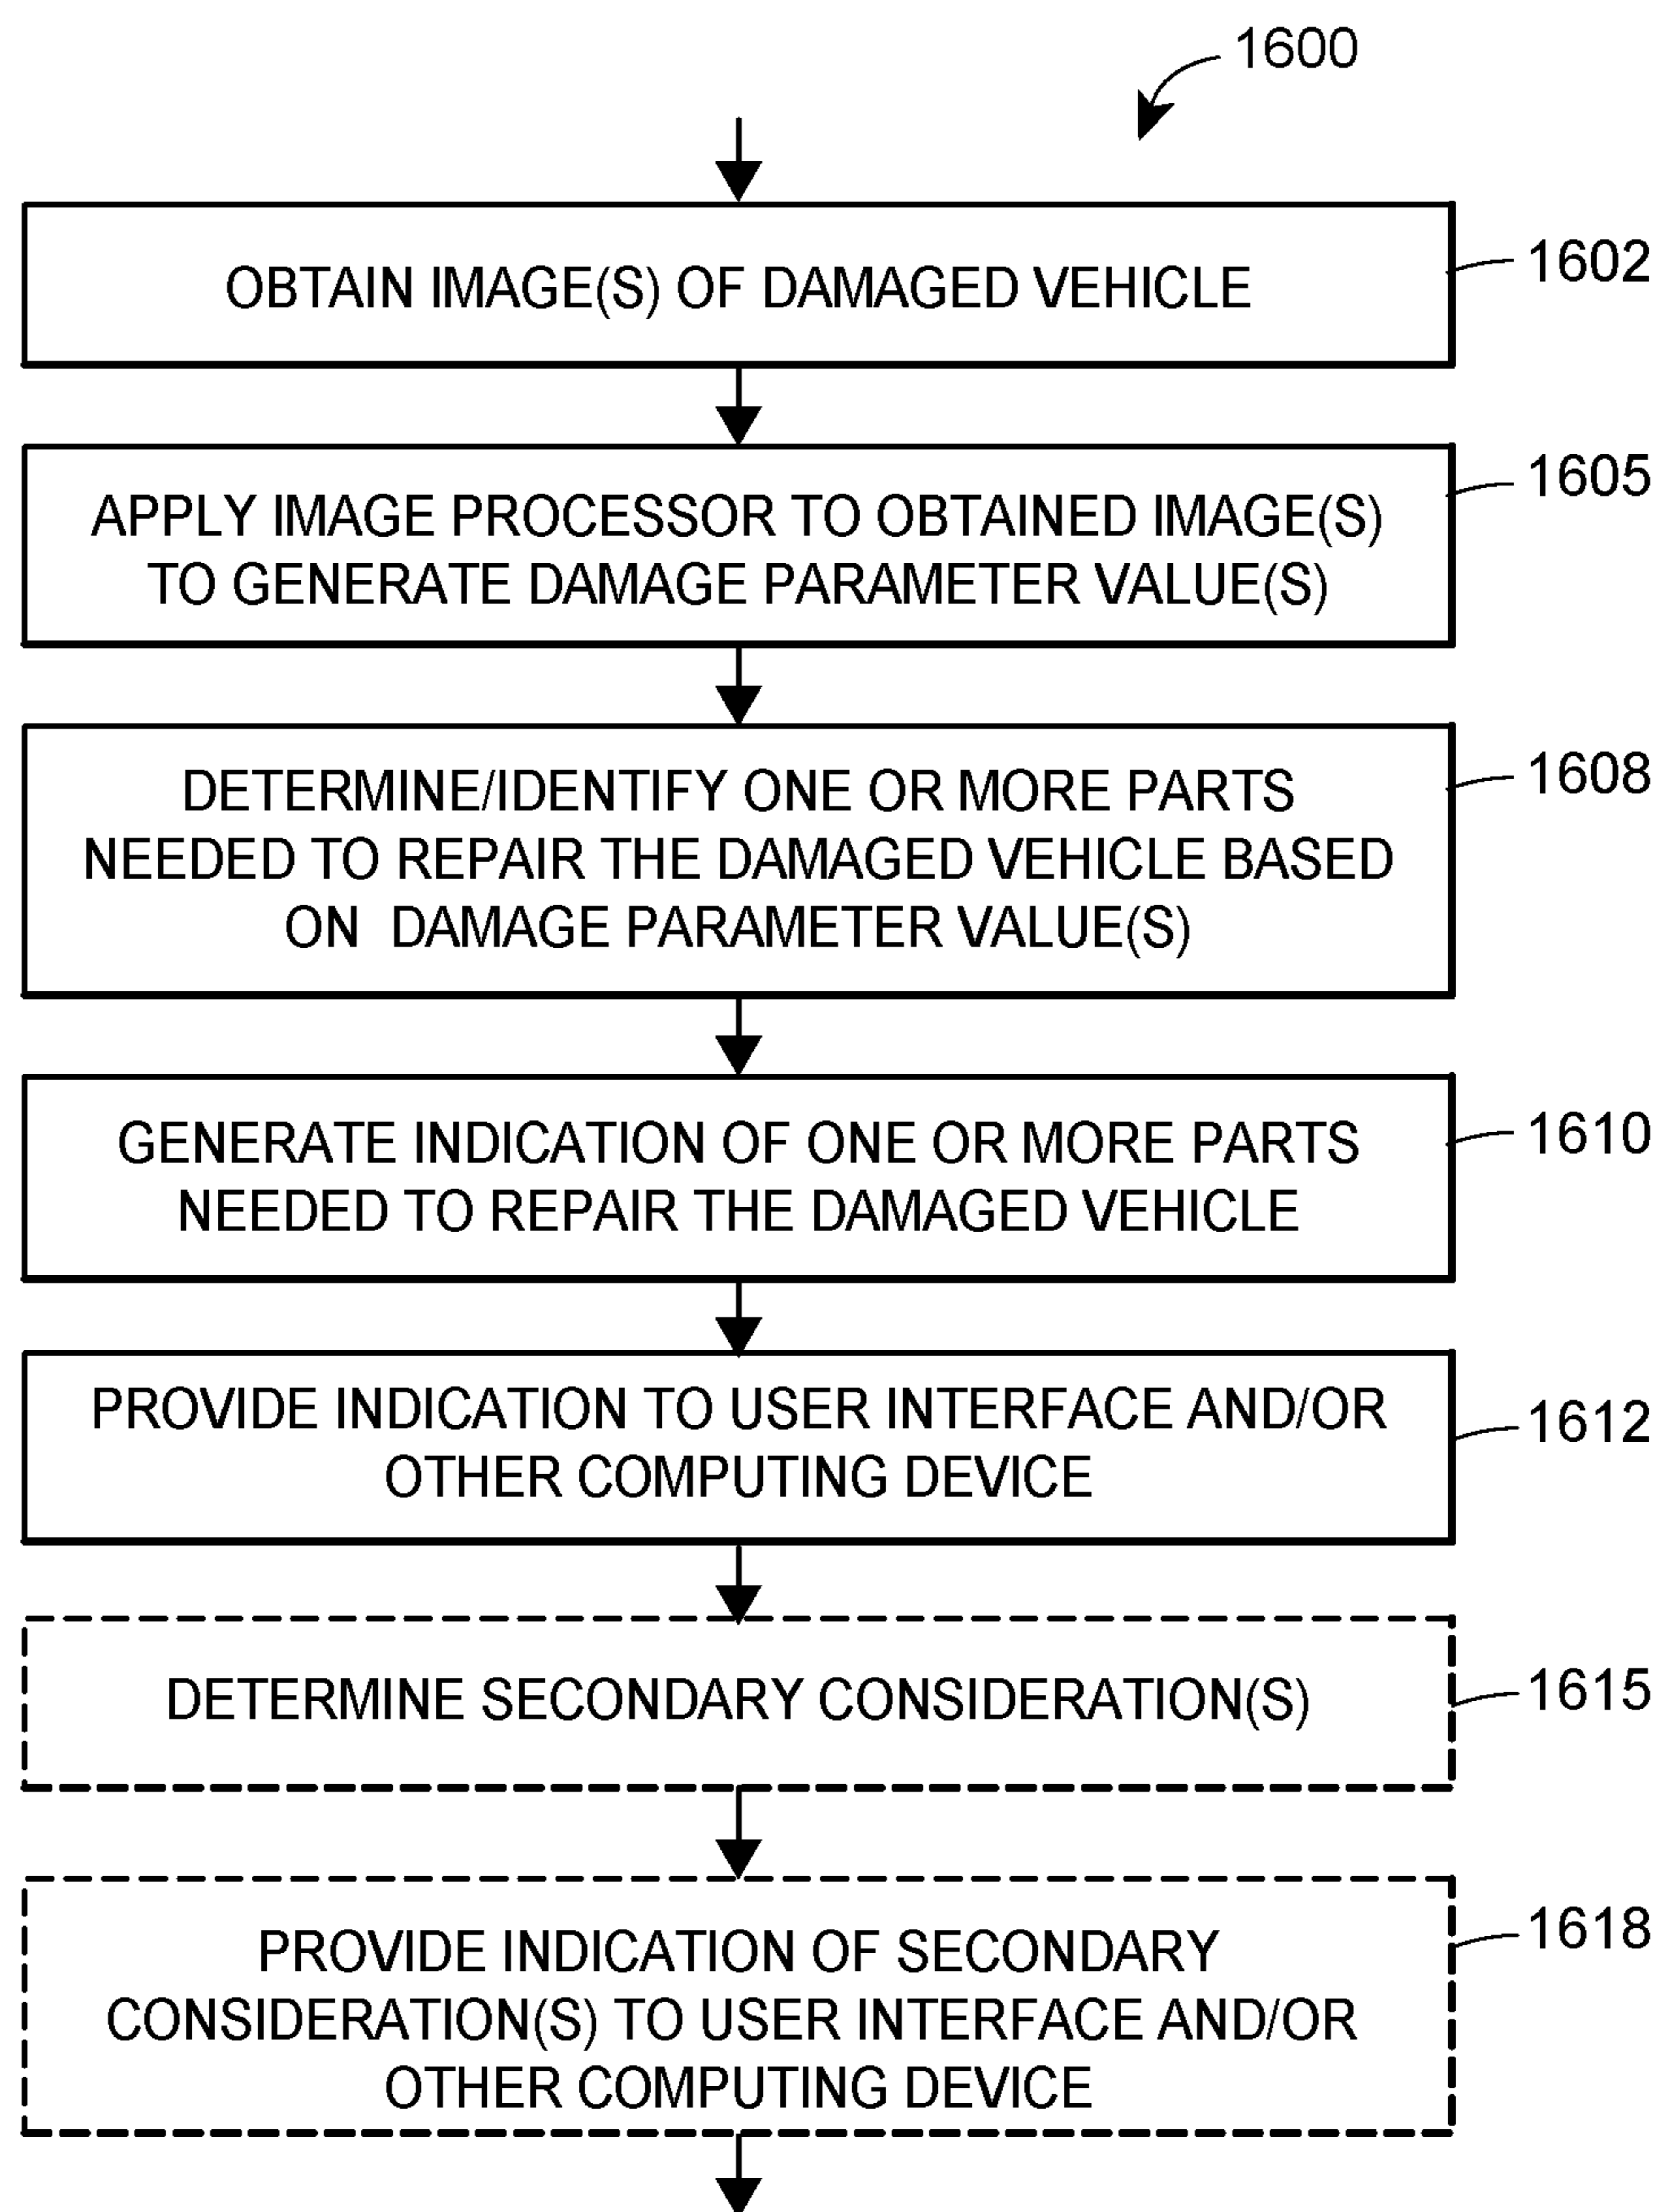 1600
OBTAIN IMAGE(S) OF DAMAGED VEHICLE
1602
APPLY IMAGE PROCESSOR TO OBTAINED IMAGE(S)
TO GENERATE DAMAGE PARAMETER VALUE(S)
1605
DETERMINE/IDENTIFY ONE OR MORE PARTS
NEEDED TO REPAIR THE DAMAGED VEHICLE BASED
ON DAMAGE PARAMETER VALUE(S)
1608
GENERATE INDICATION OF ONE OR MORE PARTS
NEEDED TO REPAIR THE DAMAGED VEHICLE
1610
PROVIDE INDICATION TO USER INTERFACE AND/OR
OTHER COMPUTING DEVICE
1612
DETERMINE SECONDARY CONSIDERATION(S)
1615
PROVIDE INDICATION OF SECONDARY
CONSIDERATION(S) TO USER INTERFACE AND/OR
OTHER COMPUTING DEVICE
1618